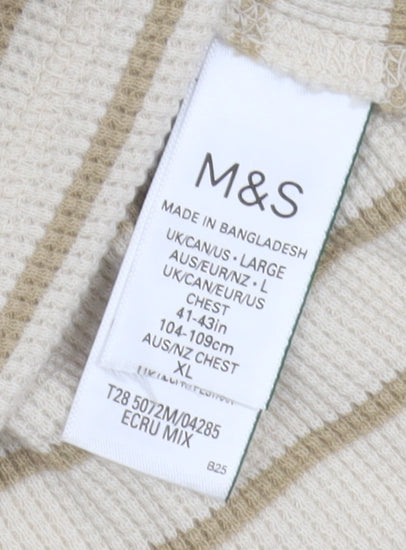 M&S
MADE IN BANGLADESH
UK/CAN/US • LARGE
AUS/EUR/NZ • L
UK/CAN/EUR/US
CHEST
41-43in
104-109cm
AUS/NZ CHEST
XL
T28 5072M/04285
ECRU MIX
B25